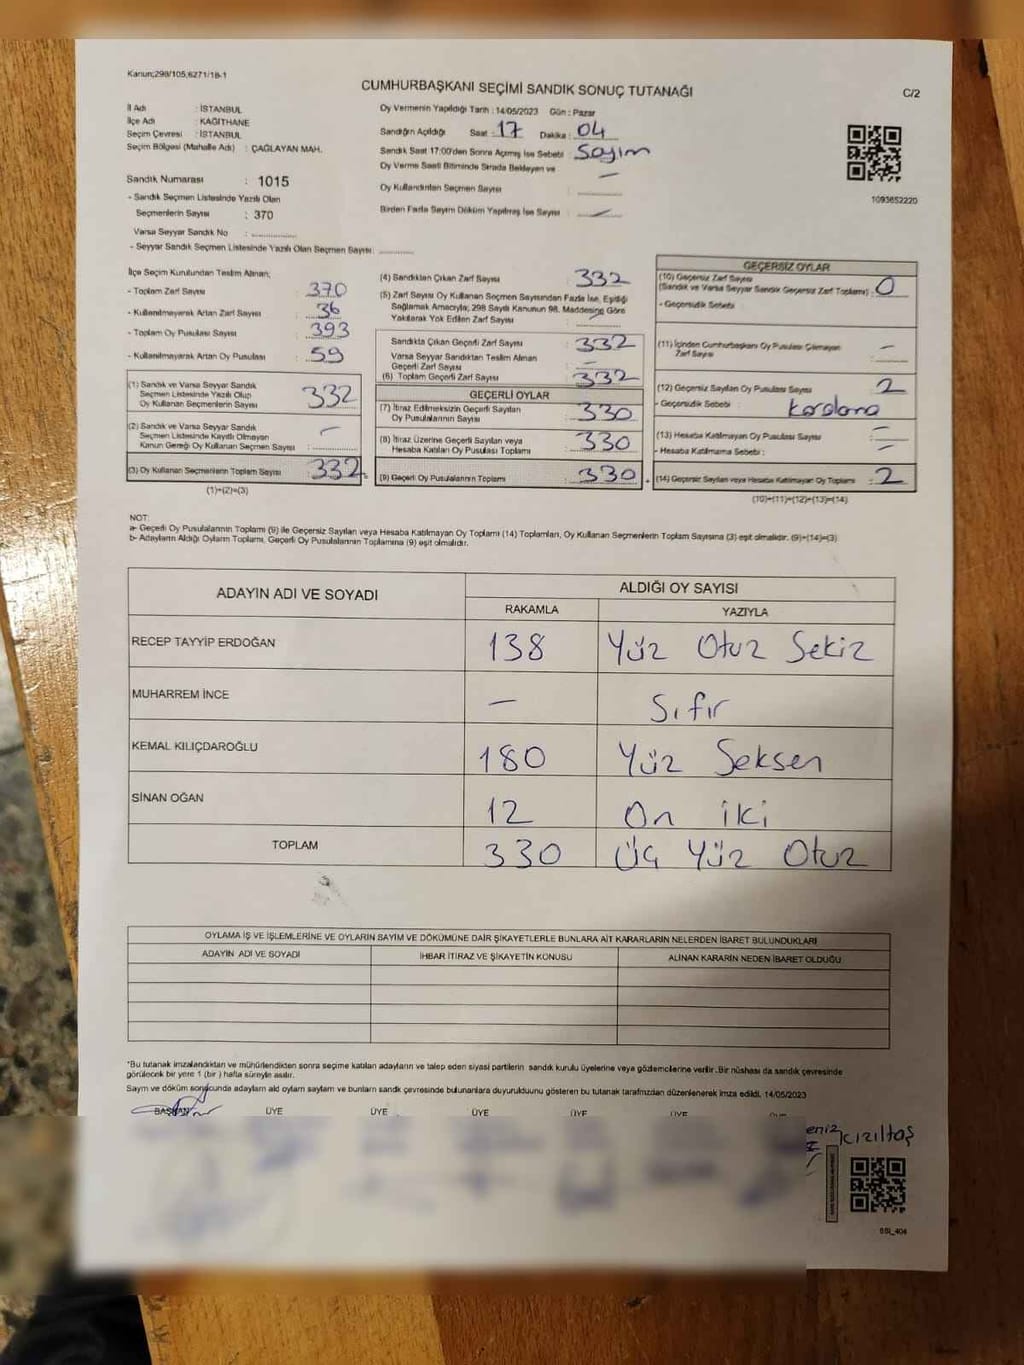 Kanun;298/105,6271/18-1
CUMHURBAŞKANI SEÇİMİ SANDIK SONUÇ TUTANAĞI
C/2
İl Adı : İSTANBUL
İlçe Adı : KAĞITHANE
Seçim Çevresi : İSTANBUL
Seçim Bölgesi (Mahalle Adı) : ÇAĞLAYAN MAH.
Sandık Numarası : 1015
- Sandık Seçmen Listesinde Yazılı Olan
Seçmenlerin Sayısı : 370
Varsa Seyyar Sandık No : ............
- Seyyar Sandık Seçmen Listesinde Yazılı Olan Seçmen Sayısı: ..........
Oy Vermenin Yapıldığı Tarih : 14/05/2023 Gün : Pazar
Sandığın Açıldığı Saat : 17 Dakika : 04
Sandık Saat 17:00'den Sonra Açılmış İse Sebebi : Sayım
Oy Verme Saati Bitiminde Sırada Bekleyen ve
Oy Kullandırılan Seçmen Sayısı : —
Birden Fazla Sayım Döküm Yapılmış İse Sayısı : —
1093652220
İlçe Seçim Kurulundan Teslim Alınan;
- Toplam Zarf Sayısı : 370
- Kullanılmayarak Artan Zarf Sayısı : 36
- Toplam Oy Pusulası Sayısı : 393
- Kullanılmayarak Artan Oy Pusulası : 59
(1) Sandık ve Varsa Seyyar Sandık
Seçmen Listesinde Yazılı Olup
Oy Kullanan Seçmenlerin Sayısı : 332
(2) Sandık ve Varsa Seyyar Sandık
Seçmen Listesinde Kayıtlı Olmayan
Kanun Gereği Oy Kullanan Seçmen Sayısı : —
(3) Oy Kullanan Seçmenlerin Toplam Sayısı : 332
(1)+(2)=(3)
(4) Sandıktan Çıkan Zarf Sayısı : 332
(5) Zarf Sayısı Oy Kullanan Seçmen Sayısından Fazla İse, Eşitliği
Sağlamak Amacıyla; 298 Sayılı Kanunun 98. Maddesine Göre
Yakılarak Yok Edilen Zarf Sayısı : —
Sandıkta Çıkan Geçerli Zarf Sayısı : 332
Varsa Seyyar Sandıktan Teslim Alınan
Geçerli Zarf Sayısı : —
(6) Toplam Geçerli Zarf Sayısı : 332
GEÇERLİ OYLAR
(7) İtiraz Edilmeksizin Geçerli Sayılan
Oy Pusulalarının Sayısı : 330
(8) İtiraz Üzerine Geçerli Sayılan veya
Hesaba Katılan Oy Pusulası Toplamı : 330
(9) Geçerli Oy Pusulalarının Toplamı : 330
GEÇERSİZ OYLAR
(10) Geçersiz Zarf Sayısı
(Sandık ve Varsa Seyyar Sandık Geçersiz Zarf Toplamı) : 0
- Geçersizlik Sebebi
(11) İçinden Cumhurbaşkanı Oy Pusulası Çıkmayan
Zarf Sayısı : —
(12) Geçersiz Sayılan Oy Pusulası Sayısı : 2
- Geçersizlik Sebebi : Karalama
(13) Hesaba Katılmayan Oy Pusulası Sayısı : —
- Hesaba Katılmama Sebebi : —
(14) Geçersiz Sayılan veya Hesaba Katılmayan Oy Toplamı : 2
(10)+(11)+(12)+(13)=(14)
NOT:
a- Geçerli Oy Pusulalarının Toplamı (9) ile Geçersiz Sayılan veya Hesaba Katılmayan Oy Toplamı (14) Toplamları, Oy Kullanan Seçmenlerin Toplam Sayısına (3) eşit olmalıdır. (9)+(14)=(3)
b- Adayların Aldığı Oyların Toplamı, Geçerli Oy Pusulalarının Toplamına (9) eşit olmalıdır.
ADAYIN ADI VE SOYADI
ALDIĞI OY SAYISI
RAKAMLA YAZIYLA
RECEP TAYYİP ERDOĞAN 138 Yüz Otuz Sekiz
MUHARREM İNCE — Sıfır
KEMAL KILIÇDAROĞLU 180 Yüz Seksen
SİNAN OĞAN 12 On iki
TOPLAM 330 Üç Yüz Otuz
OYLAMA İŞ VE İŞLEMLERİNE VE OYLARIN SAYIM VE DÖKÜMÜNE DAİR ŞİKAYETLERLE BUNLARA AİT KARARLARIN NELERDEN İBARET BULUNDUKLARI
ADAYIN ADI VE SOYADI İHBAR İTİRAZ VE ŞİKAYETİN KONUSU ALINAN KARARIN NEDEN İBARET OLDUĞU
*Bu tutanak imzalandıktan ve mühürlendikten sonra seçime katılan adayların ve talep eden siyasi partilerin sandık kurulu üyelerine veya gözlemcilerine verilir. Bir nüshası da sandık çevresinde
görülecek bir yere 1 (bir ) hafta süreyle asılır.
Sayım ve döküm sonucunda adayların aldı oyların sayıları ve bunların sandık çevresinde bulunanlara duyurulduunu gösteren bu tutanak tarafımızdan düzenlenerek imza edildi. 14/05/2023
BAŞKAN ÜYE ÜYE ÜYE ÜYE ÜYE
KIZILTAŞ
SSI_404